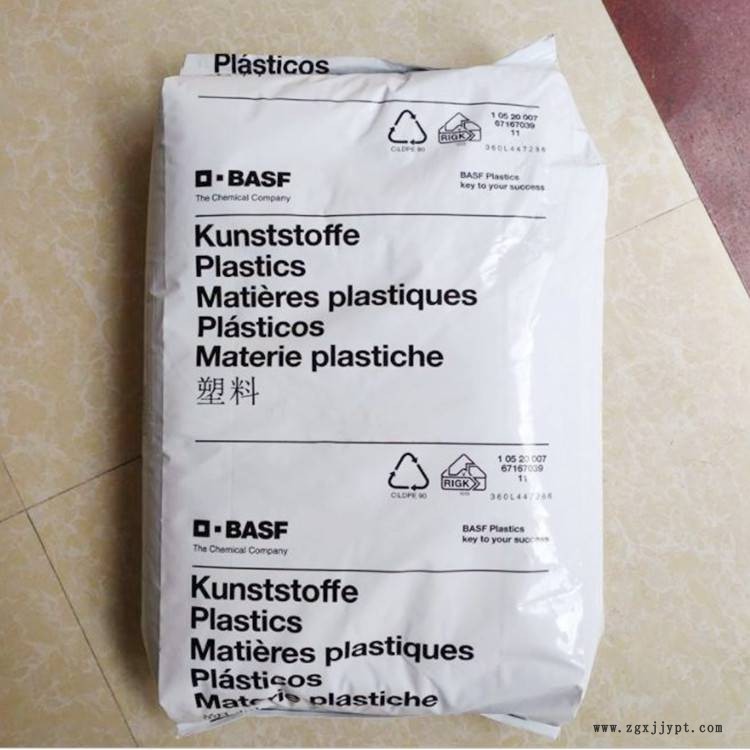 Plásticos
1 05 20 007
67167039
11
RIGK
C/LDPE 90
360L447286
BASF
The Chemical Company
BASF Plastics
key to your success
Kunststoffe
Plastics
Matières plastiques
Plásticos
Materie plastiche
塑料
1 05 20 007
67167039
11
RIGK
C/LDPE 90
BASF
The Chemical Company
BASF Plastics
key to your success
Kunststoffe
Plastics
Matières plastiques
Plásticos
Materie plastiche
www.zgxjjypt.com